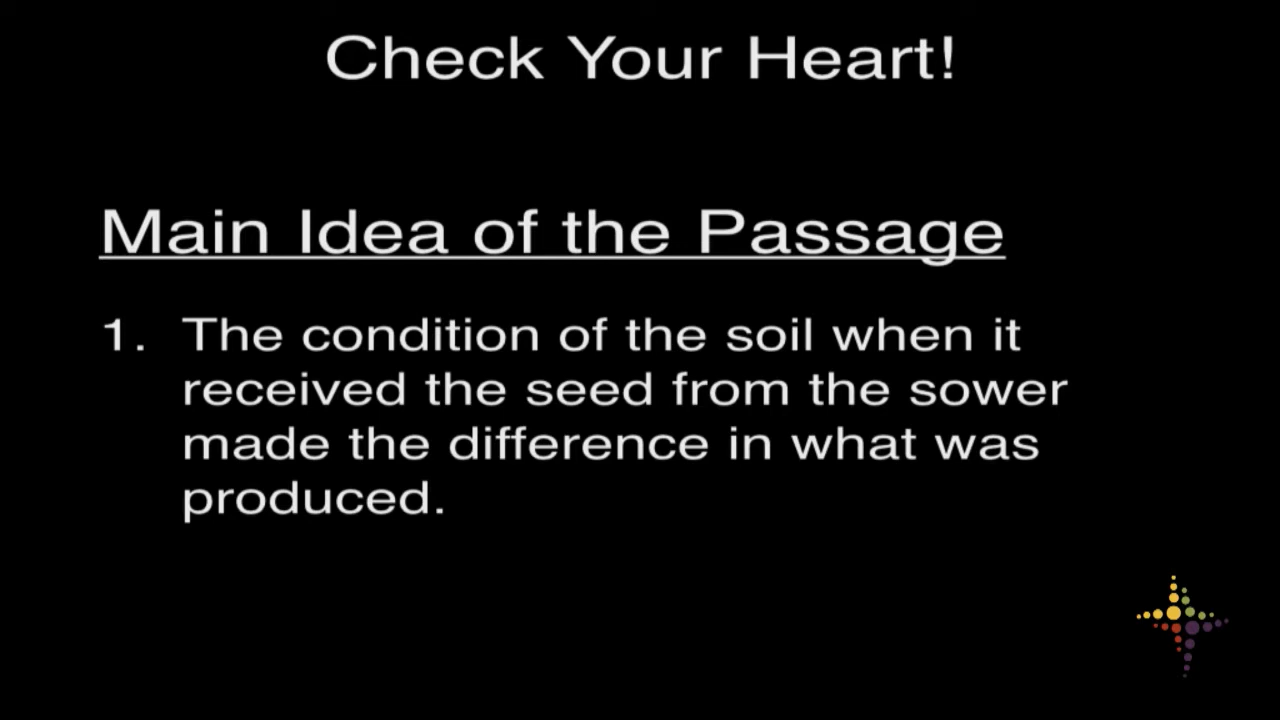 Check Your Heart!
Main Idea of the Passage
1. The condition of the soil when it
received the seed from the sower
made the difference in what was
produced.